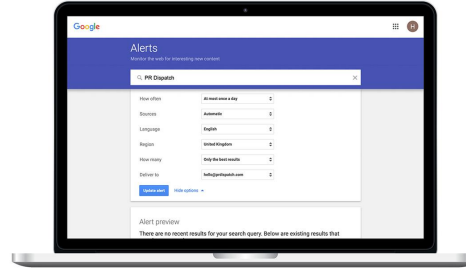 Google
H
Alerts
Monitor the web for interesting new content
PR Dispatch
How often At most once a day
Sources Automatic
Language English
Region United Kingdom
How many Only the best results
Deliver to hello@prdispatch.com
Update alert Hide options
Alert preview
There are no recent results for your search query. Below are existing results that